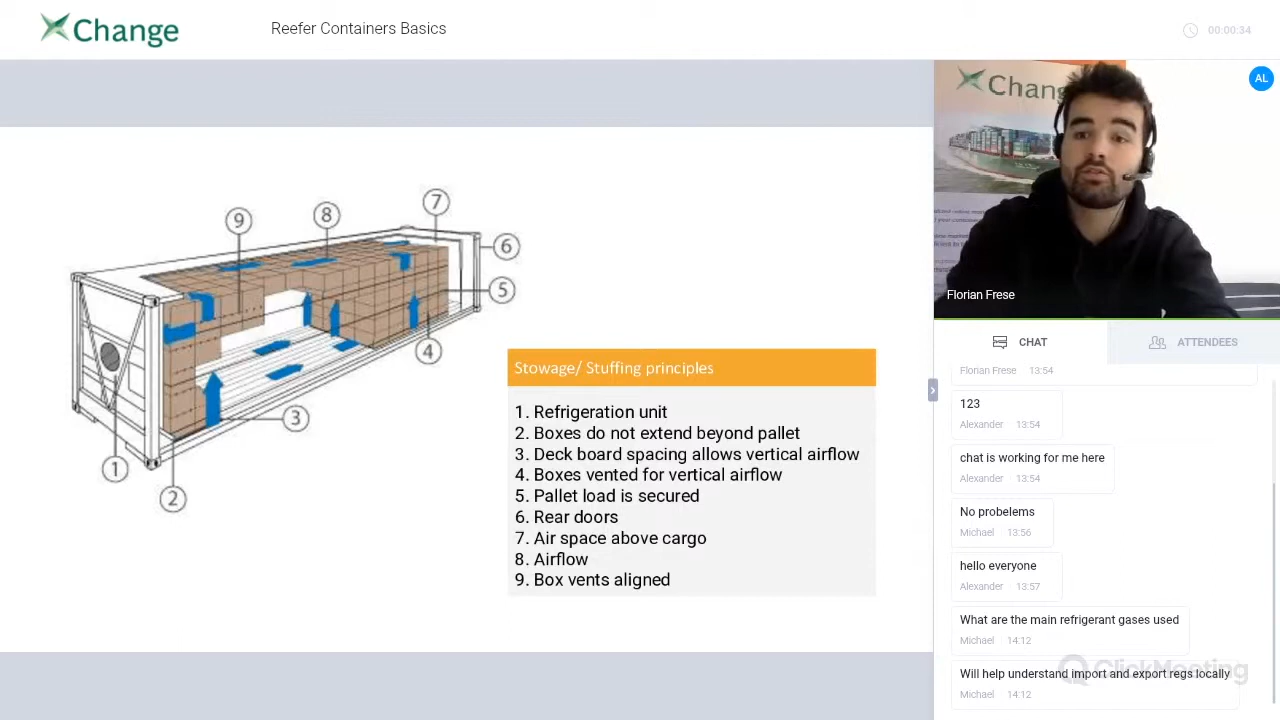 Change
Reefer Containers Basics
00:00:34
Change
AL
Florian Frese
CHAT
ATTENDEES
Florian Frese 13:54
123
Alexander 13:54
chat is working for me here
Alexander 13:54
No probelems
Michael 13:56
hello everyone
Alexander 13:57
What are the main refrigerant gases used
Michael 14:12
Will help understand import and export regs locally
Michael 14:12
ClickMeeting
9
8
7
6
5
4
3
1
2
Stowage/ Stuffing principles
1. Refrigeration unit
2. Boxes do not extend beyond pallet
3. Deck board spacing allows vertical airflow
4. Boxes vented for vertical airflow
5. Pallet load is secured
6. Rear doors
7. Air space above cargo
8. Airflow
9. Box vents aligned